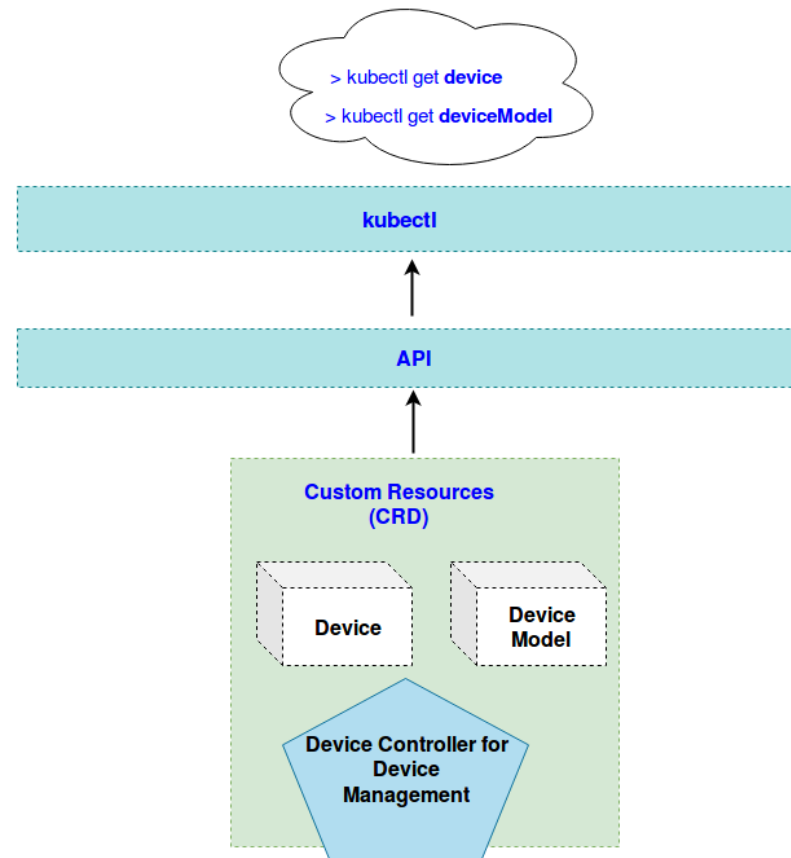 > kubectl get device
> kubectl get deviceModel
kubectl
API
Custom Resources
(CRD)
Device
Device
Model
Device Controller for
Device
Management